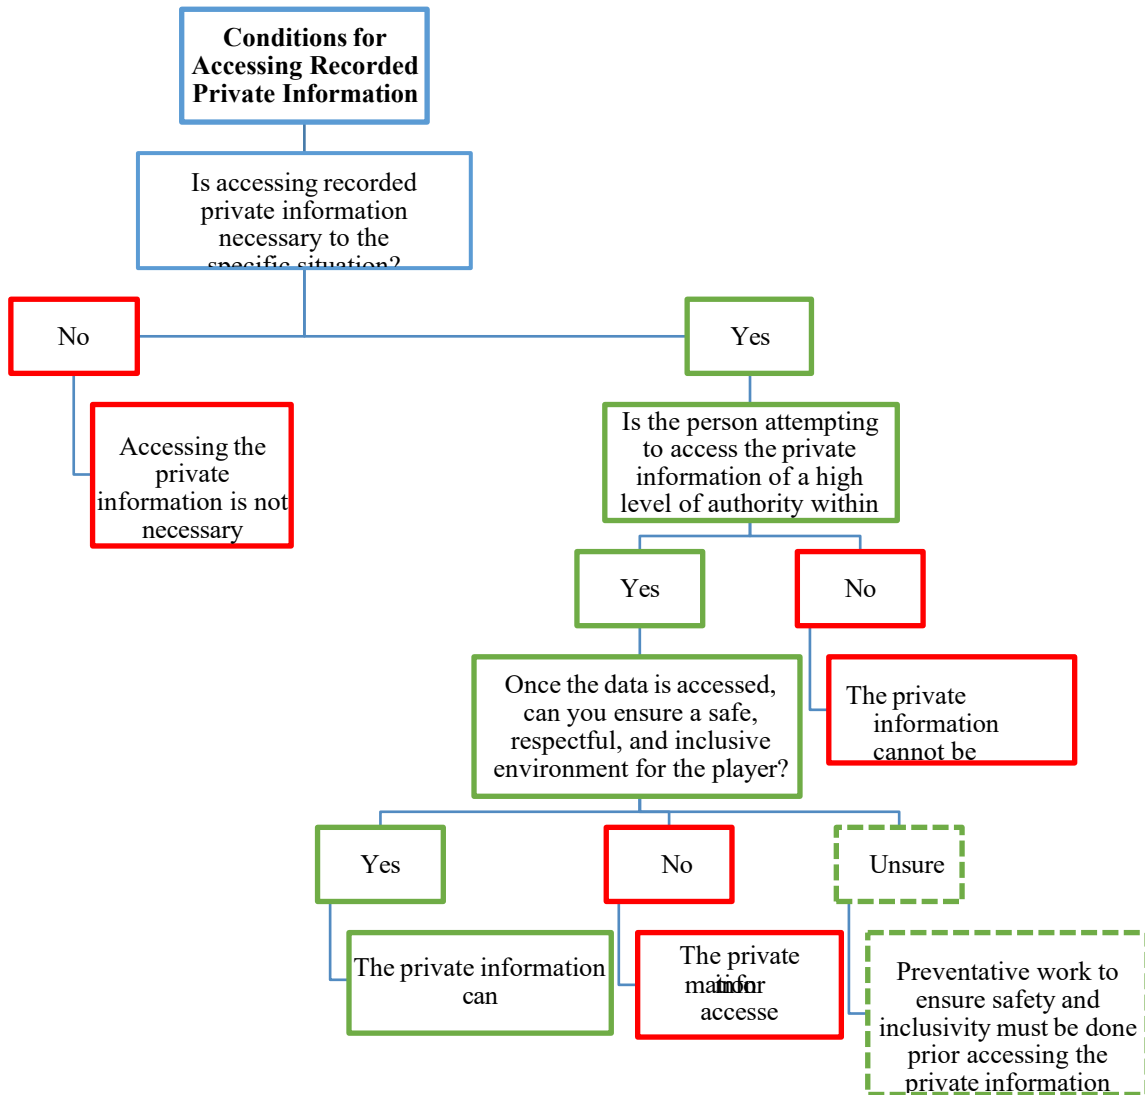 Conditions for
Accessing Recorded
Private Information
Is accessing recorded
private information
necessary to the
specific situation?
No
Yes
Accessing the
private
information is not
necessary
Is the person attempting
to access the private
information of a high
level of authority within
Yes
No
Once the data is accessed,
can you ensure a safe,
respectful, and inclusive
environment for the player?
The private
information
cannot be
Yes
No
Unsure
The private information
can
The private
accesse
Preventative work to
ensure safety and
inclusivity must be done
prior accessing the
private information